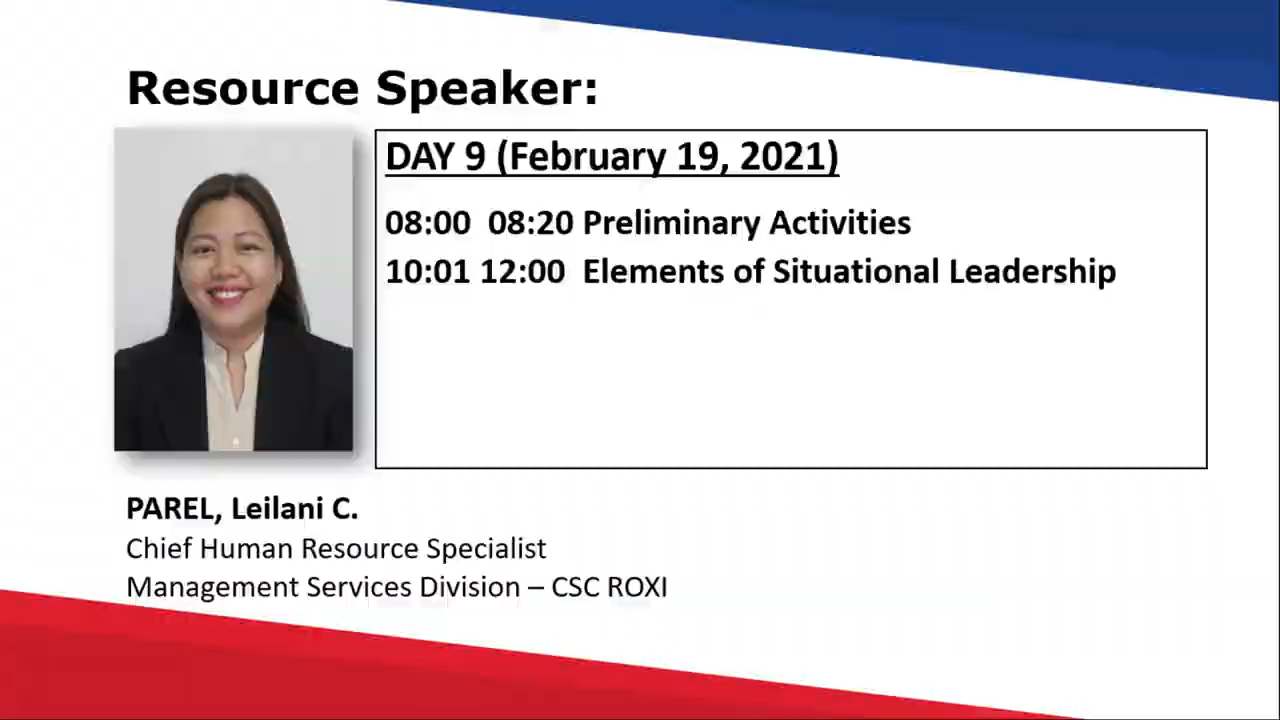 Resource Speaker:
DAY 9 (February 19, 2021)
08:00  08:20 Preliminary Activities
10:01 12:00  Elements of Situational Leadership
PAREL, Leilani C.
Chief Human Resource Specialist
Management Services Division – CSC ROXI